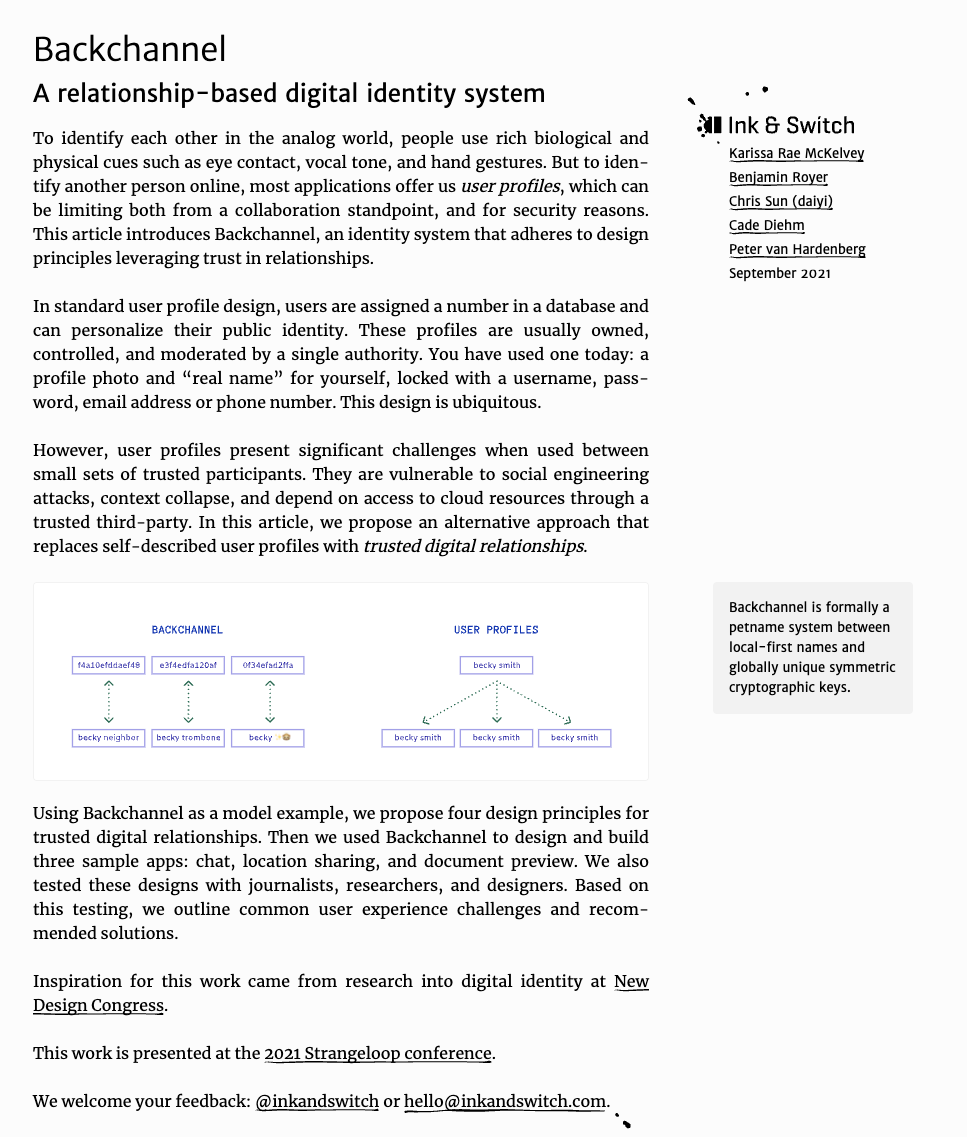 Backchannel
A relationship-based digital identity system
To identify each other in the analog world, people use rich biological and
physical cues such as eye contact, vocal tone, and hand gestures. But to iden-
tify another person online, most applications offer us user profiles, which can
be limiting both from a collaboration standpoint, and for security reasons.
This article introduces Backchannel, an identity system that adheres to design
principles leveraging trust in relationships.
Ink & Switch
Karissa Rae McKelvey
Benjamin Royer
Chris Sun (daiyi)
Cade Diehm
Peter van Hardenberg
September 2021
In standard user profile design, users are assigned a number in a database and
can personalize their public identity. These profiles are usually owned,
controlled, and moderated by a single authority. You have used one today: a
profile photo and “real name” for yourself, locked with a username, pass-
word, email address or phone number. This design is ubiquitous.
However, user profiles present significant challenges when used between
small sets of trusted participants. They are vulnerable to social engineering
attacks, context collapse, and depend on access to cloud resources through a
trusted third-party. In this article, we propose an alternative approach that
replaces self-described user profiles with trusted digital relationships.
BACKCHANNEL
f4a10efddaef48 e3f4edfa120af 0f34efad2ffa
becky neighbor becky trombone becky
USER PROFILES
becky smith
becky smith becky smith becky smith
Backchannel is formally a
petname system between
local-first names and
globally unique symmetric
cryptographic keys.
Using Backchannel as a model example, we propose four design principles for
trusted digital relationships. Then we used Backchannel to design and build
three sample apps: chat, location sharing, and document preview. We also
tested these designs with journalists, researchers, and designers. Based on
this testing, we outline common user experience challenges and recom-
mended solutions.
Inspiration for this work came from research into digital identity at New
Design Congress.
This work is presented at the 2021 Strangeloop conference.
We welcome your feedback: @inkandswitch or hello@inkandswitch.com.